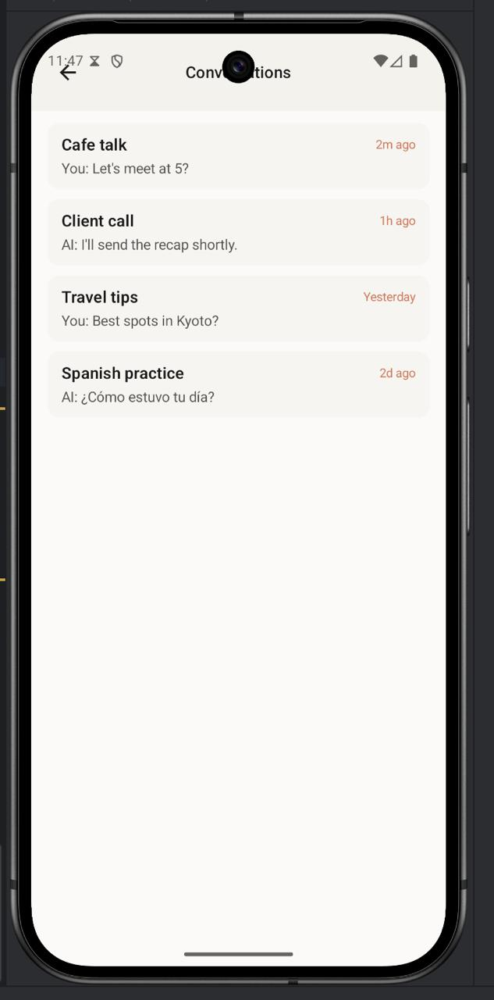 11:47
Conv tions
Cafe talk
2m ago
You: Let's meet at 5?
Client call
1h ago
AI: I'll send the recap shortly.
Travel tips
Yesterday
You: Best spots in Kyoto?
Spanish practice
2d ago
AI: ¿Cómo estuvo tu día?